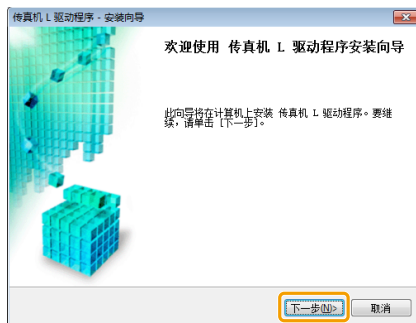 传真机 L 驱动程序 - 安装向导
欢迎使用 传真机 L 驱动程序安装向导
此向导将在计算机上安装 传真机 L 驱动程序。要继
续，请单击 [下一步]。
下一步(N)>
取消